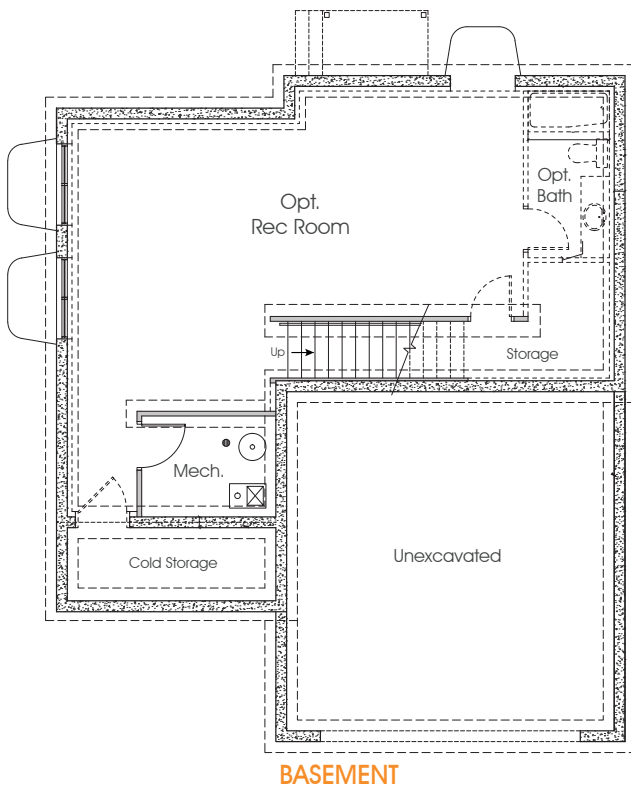 Opt.
Rec Room
Opt.
Bath
Up
Storage
Mech.
Cold Storage
Unexcavated
BASEMENT